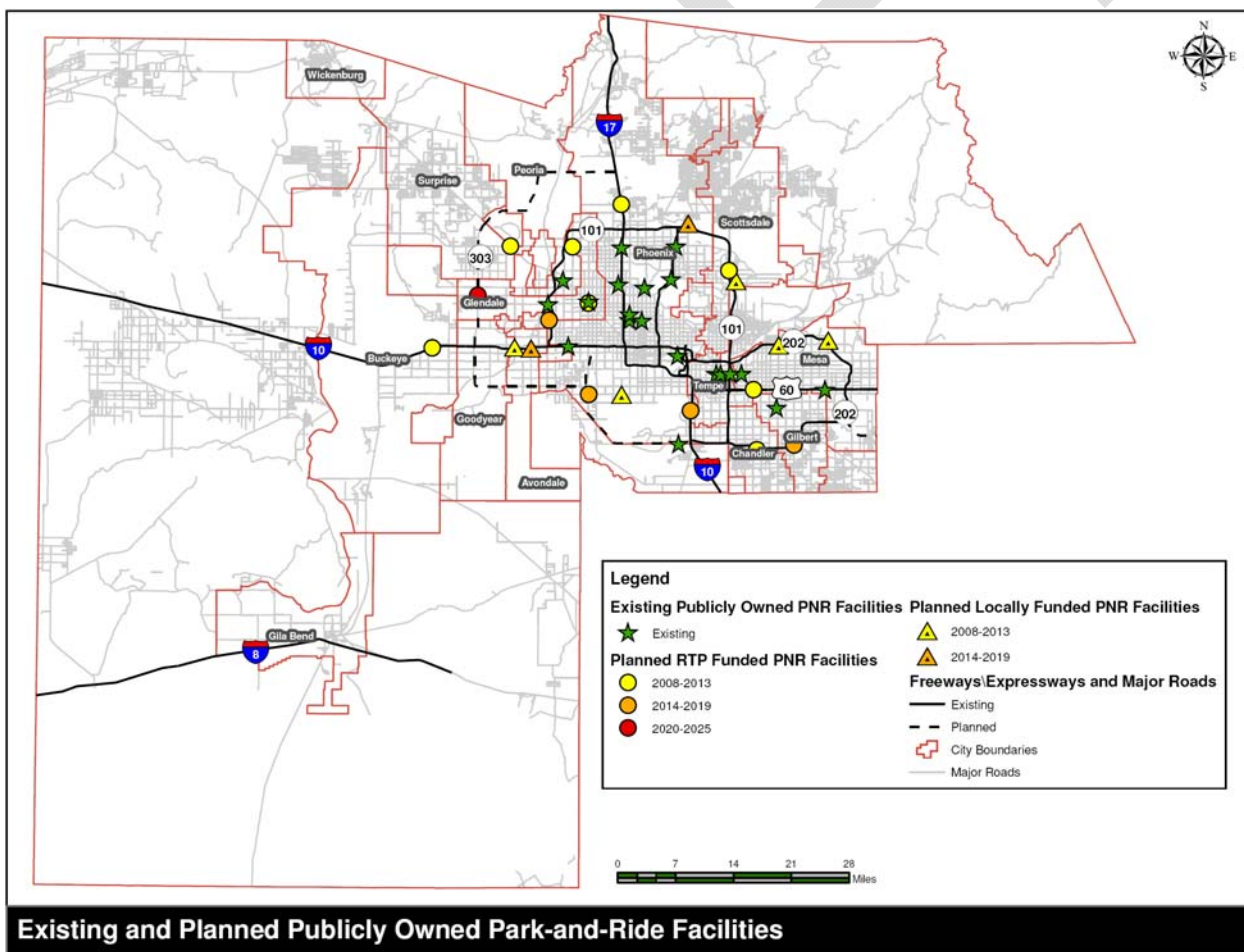 N
W E
S
Wickenburg
17
Peoria
Surprise
Scottsdale
101
Phoenix
303
Glendale
101
10
202
Buckeye
Mesa
Tempe
60
Goodyear
202
Gilbert
Chandler
10
Avondale
Gila Bend
8
Legend
Existing Publicly Owned PNR Facilities
Existing
Planned RTP Funded PNR Facilities
2008-2013
2014-2019
2020-2025
Planned Locally Funded PNR Facilities
2008-2013
2014-2019
Freeways\Expressways and Major Roads
Existing
Planned
City Boundaries
Major Roads
0 7 14 21 28
Miles
Existing and Planned Publicly Owned Park-and-Ride Facilities